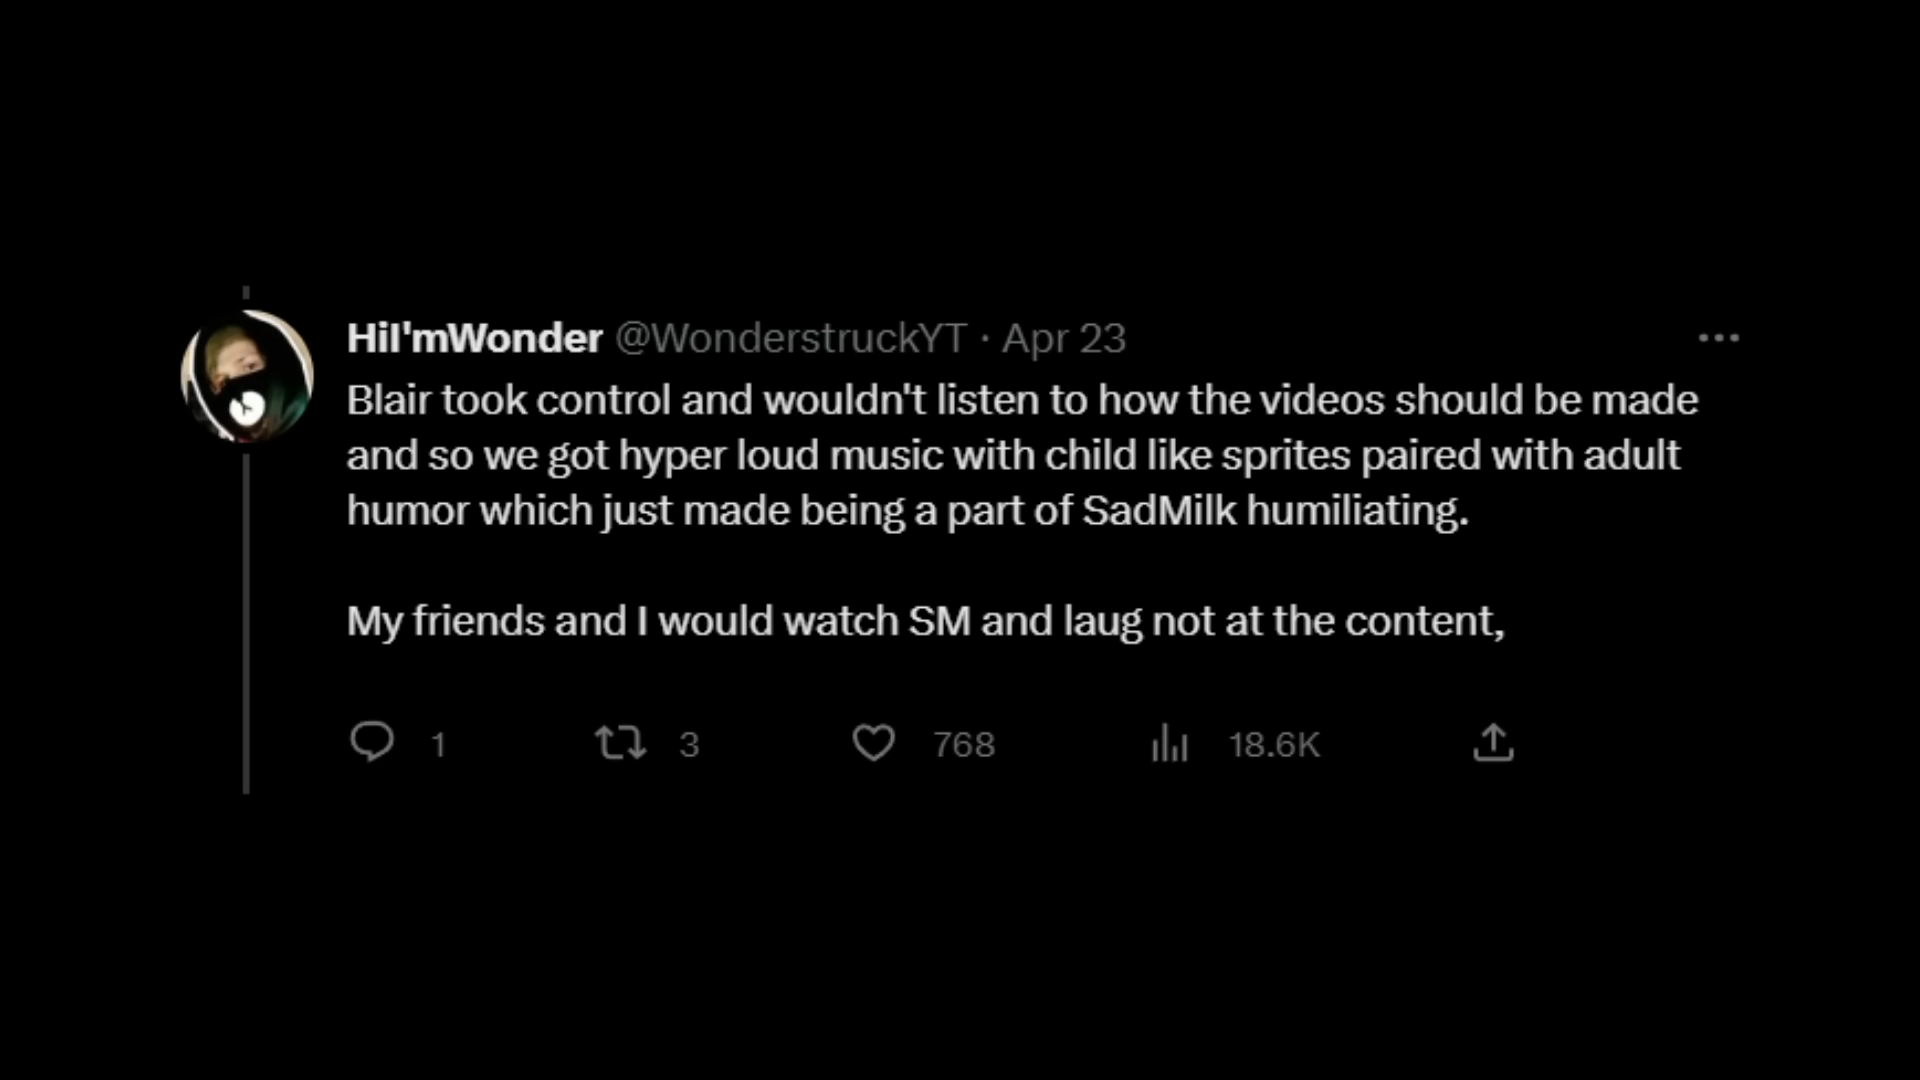 HiI'mWonder @WonderstruckYT · Apr 23
Blair took control and wouldn't listen to how the videos should be made
and so we got hyper loud music with child like sprites paired with adult
humor which just made being a part of SadMilk humiliating.
My friends and I would watch SM and laug not at the content,
1 3 768 18.6K